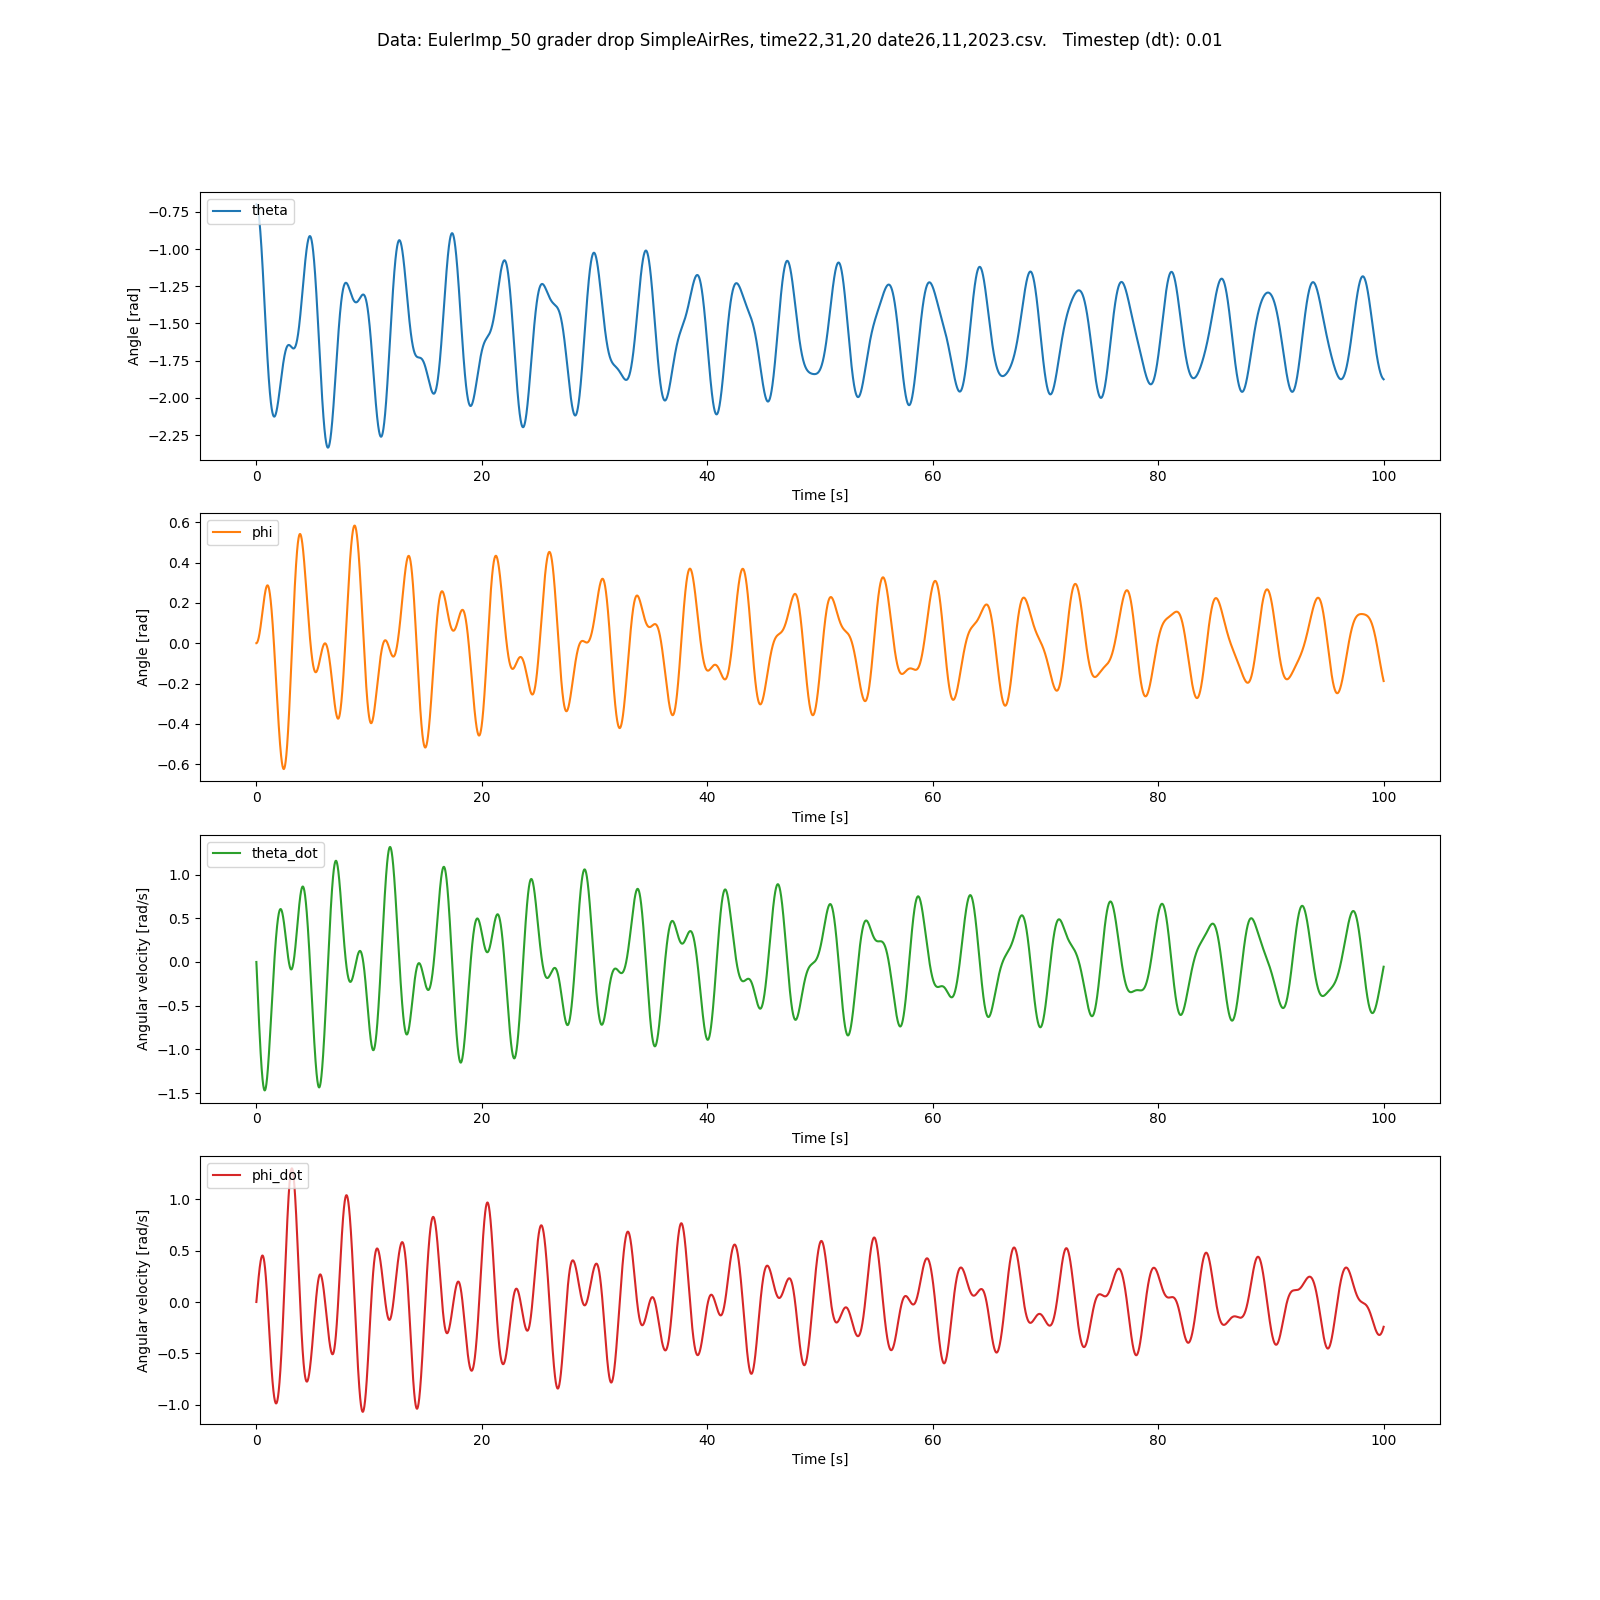 Data: EulerImp_50 grader drop SimpleAirRes, time22,31,20 date26,11,2023.csv.   Timestep (dt): 0.01
theta
Angle [rad]
−0.75
−1.00
−1.25
−1.50
−1.75
−2.00
−2.25
0 20 40 60 80 100
Time [s]
phi
Angle [rad]
0.6
0.4
0.2
0.0
−0.2
−0.4
−0.6
0 20 40 60 80 100
Time [s]
theta_dot
Angular velocity [rad/s]
1.0
0.5
0.0
−0.5
−1.0
−1.5
0 20 40 60 80 100
Time [s]
phi_dot
Angular velocity [rad/s]
1.0
0.5
0.0
−0.5
−1.0
0 20 40 60 80 100
Time [s]